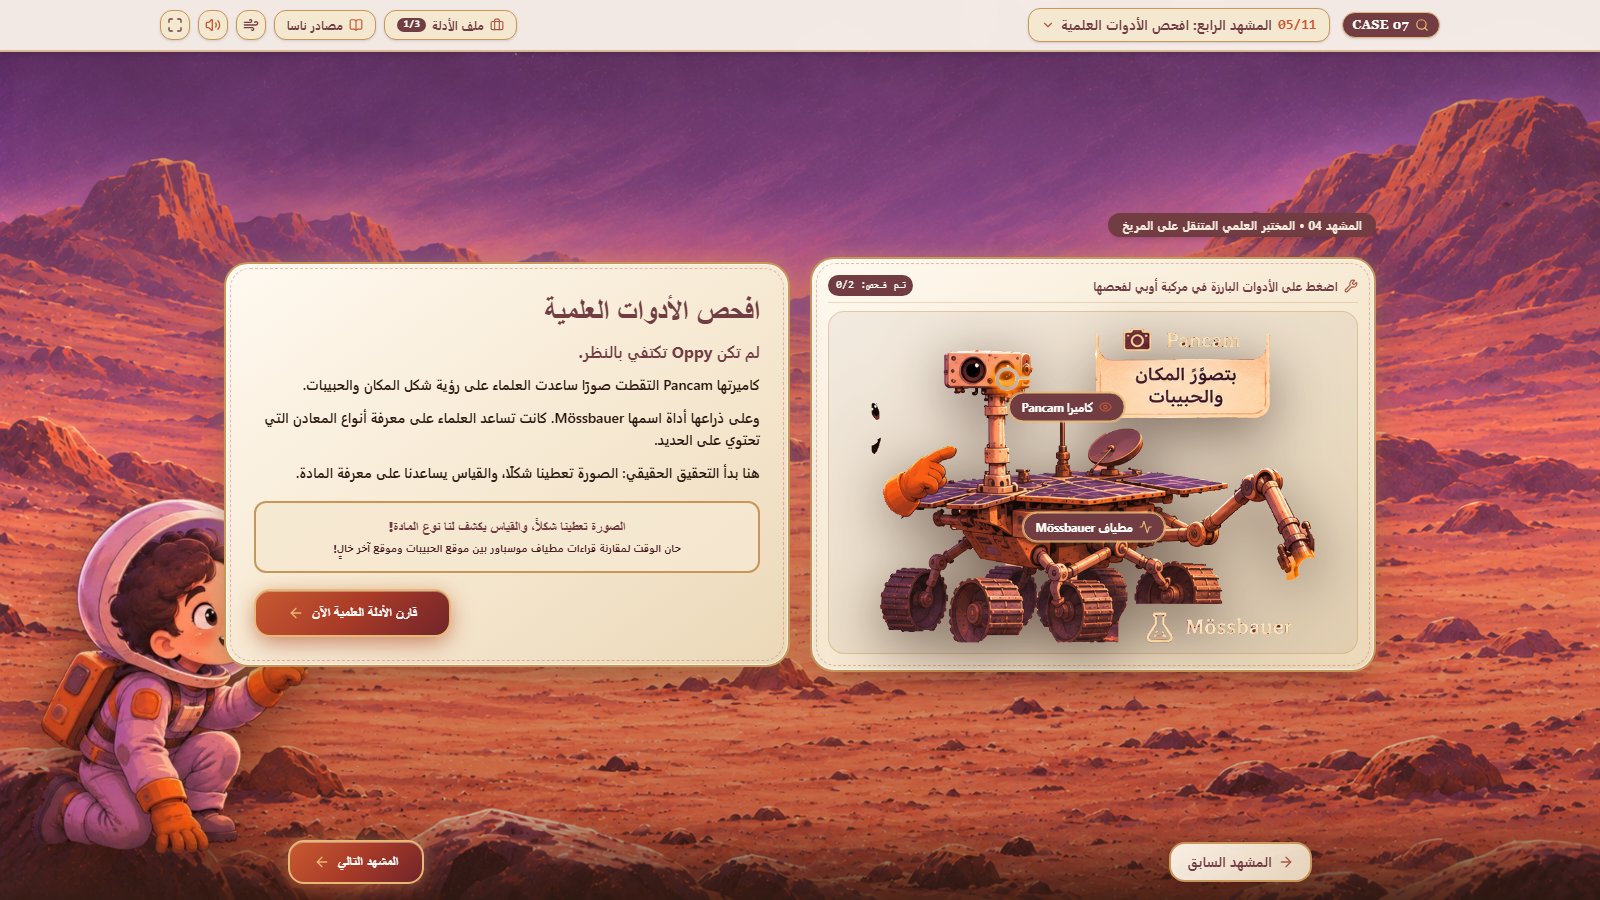 CASE 07
05/11 المشهد الرابع: افحص الأدوات العلمية
ملف الأدلة 1/3
مصادر ناسا
المشهد 04 • المختبر العلمي المتنقل على المريخ
اضغط على الأدوات البارزة في مركبة أوبي لفحصها
تم فحص: 0/2
Pancam
بتصوَّرْ المكان
والحبيبات
كاميرا Pancam
مطياف Mössbauer
Mössbauer
افحص الأدوات العلمية
لم تكن Oppy تكتفي بالنظر.
كاميرتها Pancam التقطت صورًا ساعدت العلماء على رؤية شكل المكان والحبيبات.
وعلى ذراعها أداة اسمها Mössbauer. كانت تساعد العلماء على معرفة أنواع المعادن التي
تحتوي على الحديد.
هنا بدأ التحقيق الحقيقي: الصورة تعطينا شكلًا، والقياس يساعدنا على معرفة المادة.
الصورة تعطينا شكلاً، والقياس يكشف لنا نوع المادة!
حان الوقت لمقارنة قراءات مطياف موسباور بين موقع الحبيبات وموقع آخر خالٍ!
قارن الأدلة العلمية الآن
المشهد السابق
المشهد التالي